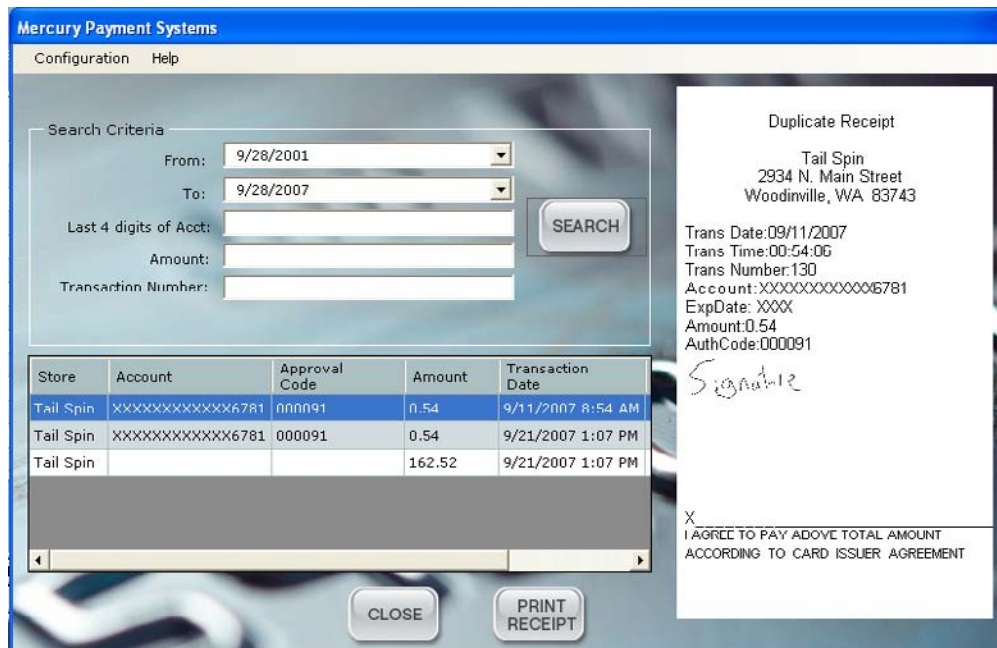 Mercury Payment Systems
Configuration Help
Search Criteria
From: 9/28/2001
To: 9/28/2007
Last 4 digits of Acct:
SEARCH
Amount:
Transaction Number:
Store Account Approval Code Amount Transaction Date
Tail Spin XXXXXXXXXXXX6781 000091 0.54 9/11/2007 8:54 AM
Tail Spin XXXXXXXXXXXX6781 000091 0.54 9/21/2007 1:07 PM
Tail Spin 162.52 9/21/2007 1:07 PM
CLOSE
PRINT
RECEIPT
Duplicate Receipt
Tail Spin
2934 N. Main Street
Woodinville, WA 83743
Trans Date:09/11/2007
Trans Time:00:54:06
Trans Number:130
Account:XXXXXXXXXXXX6781
ExpDate: XXXX
Amount:0.54
AuthCode:000091
Signature
X
I AGREE TO PAY ABOVE TOTAL AMOUNT
ACCORDING TO CARD ISSUER AGREEMENT